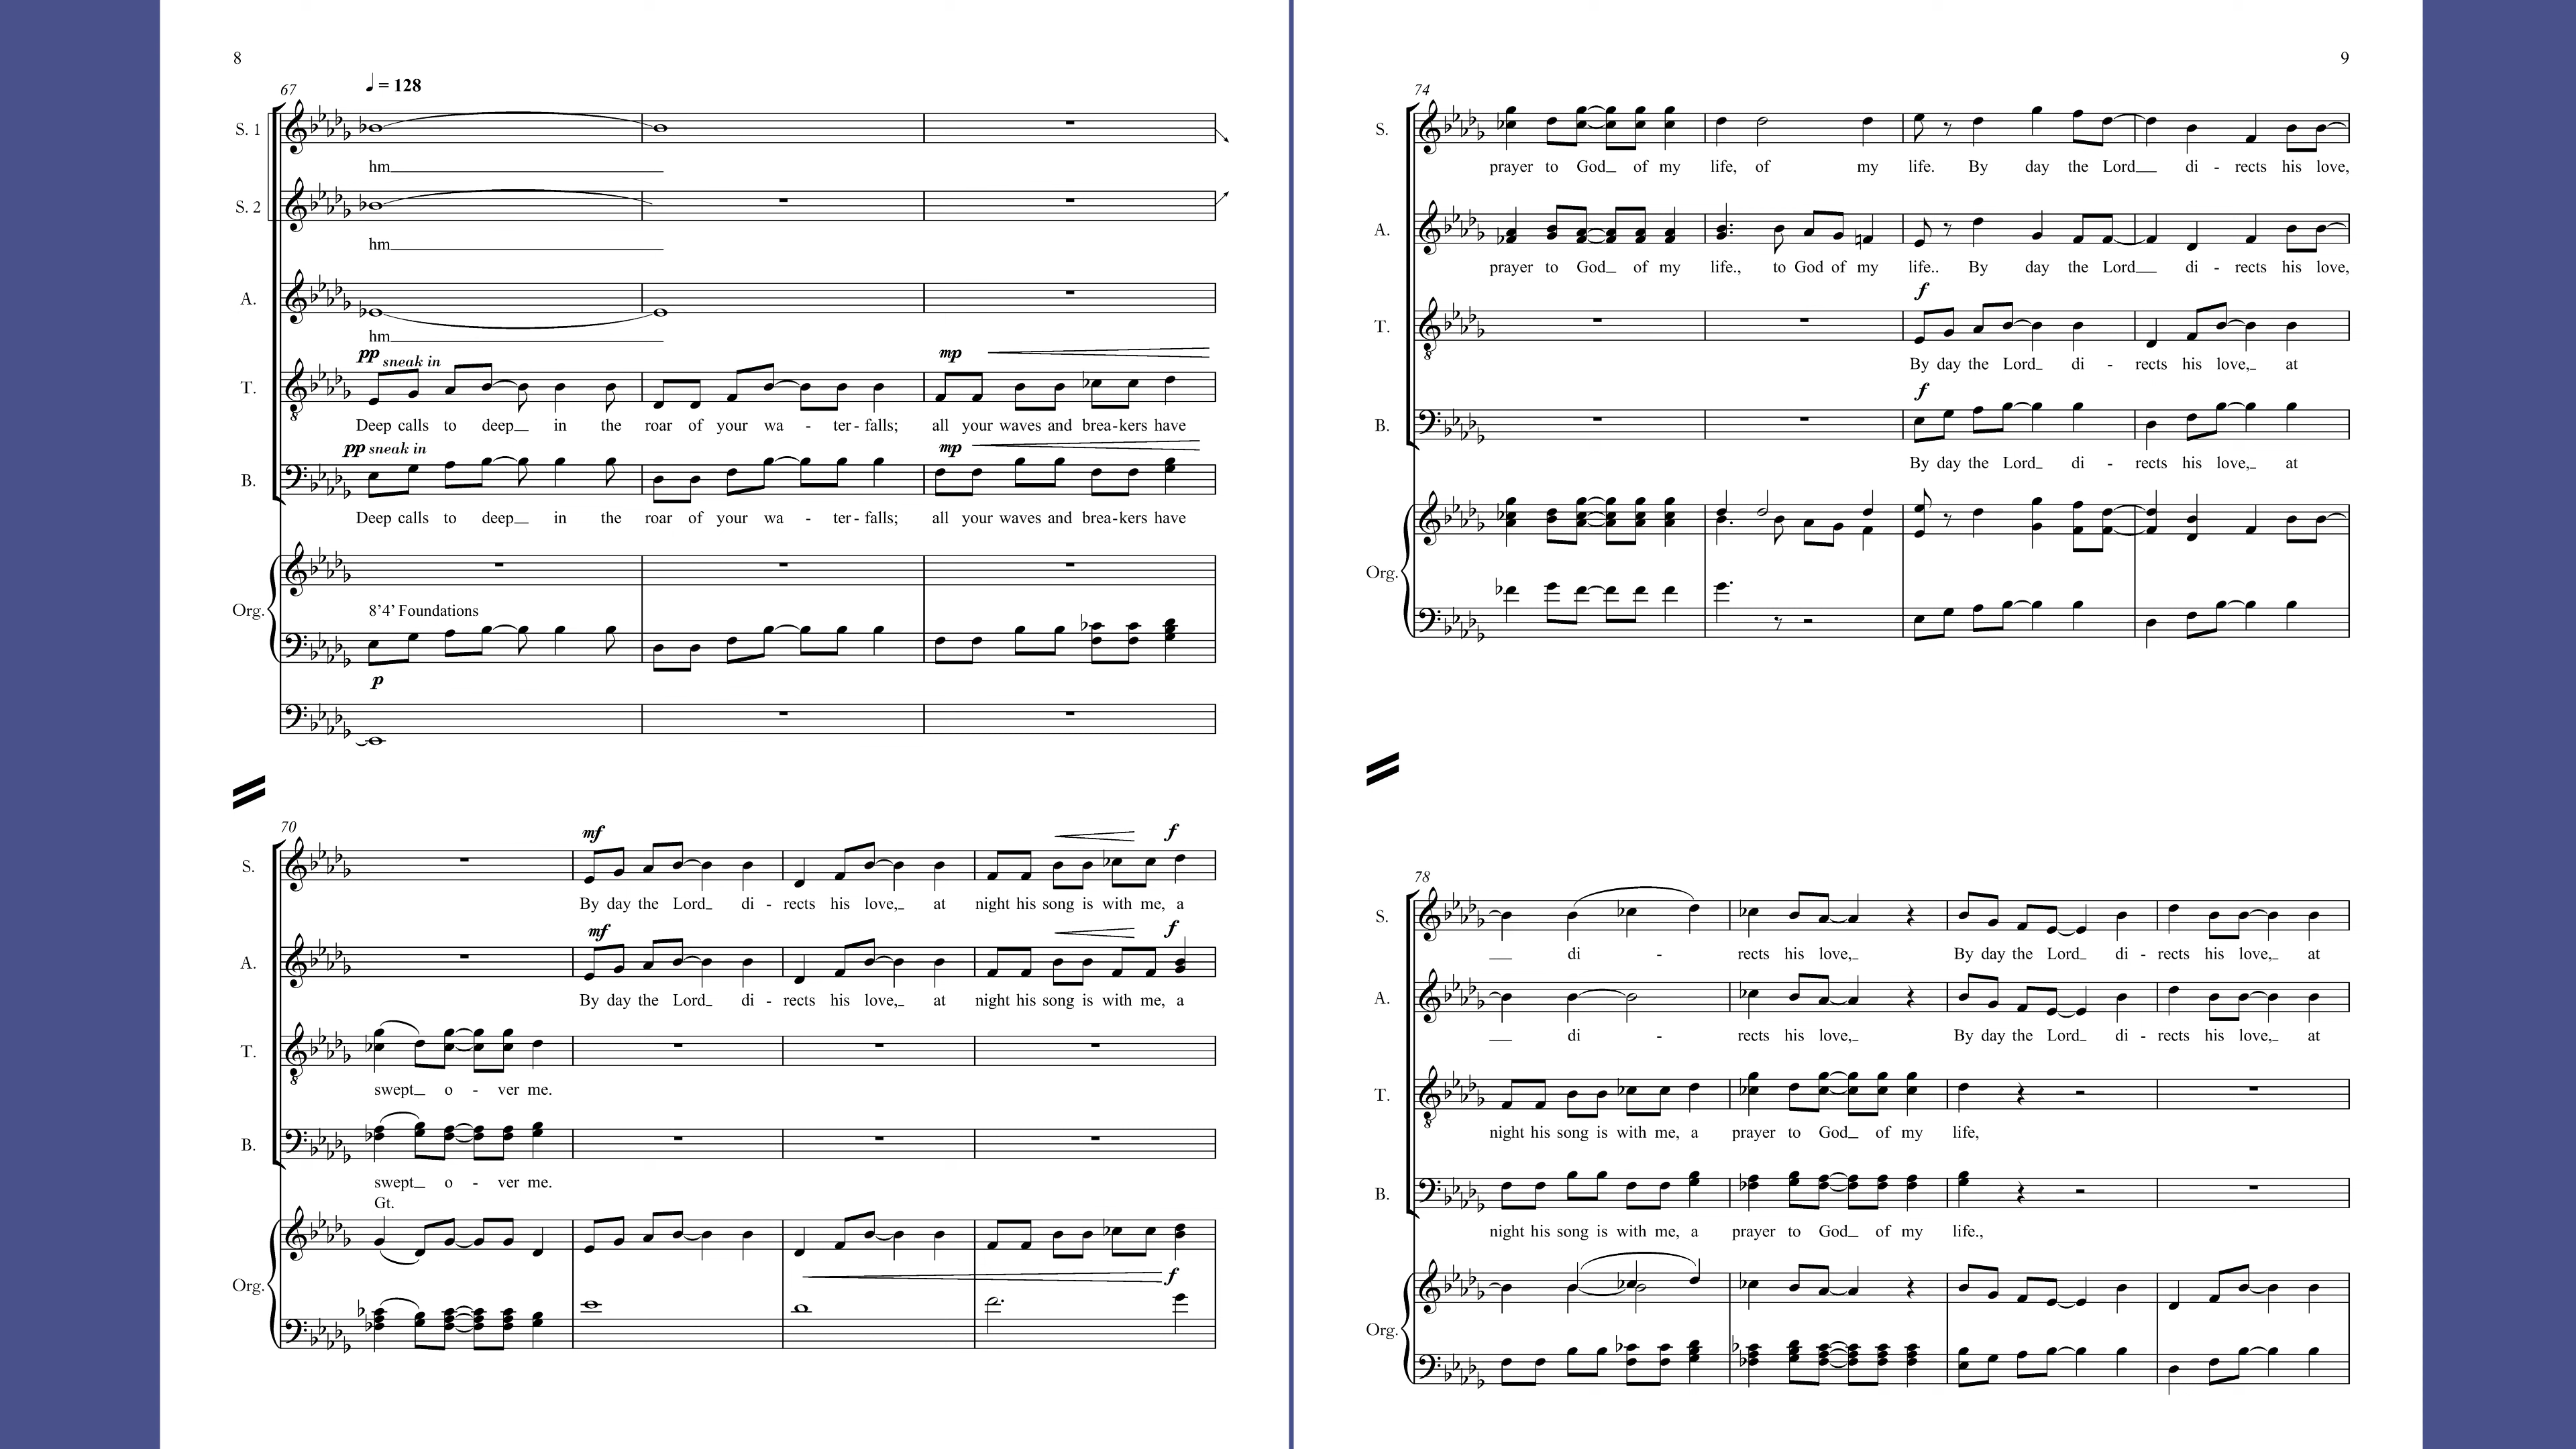 8
67
♩ = 128
S. 1
hm
S. 2
hm
A.
hm
pp sneak in
mp
T.
Deep calls to deep in the roar of your wa - ter - falls; all your waves and brea - kers have
pp sneak in
mp
B.
Deep calls to deep in the roar of your wa - ter - falls; all your waves and brea - kers have
8'4' Foundations
Org.
p
70
mf
f
S.
By day the Lord di - rects his love, at night his song is with me, a
mf
f
A.
By day the Lord di - rects his love, at night his song is with me, a
T.
swept o - ver me.
B.
swept o - ver me.
Gt.
f
Org.
9
74
S.
prayer to God of my life, of my life. By day the Lord di - rects his love,
A.
prayer to God of my life., to God of my life.. By day the Lord di - rects his love,
f
T.
By day the Lord di - rects his love, at
f
B.
By day the Lord di - rects his love, at
Org.
78
S.
di - rects his love, By day the Lord di - rects his love, at
A.
di - rects his love, By day the Lord di - rects his love, at
T.
night his song is with me, a prayer to God of my life,
B.
night his song is with me, a prayer to God of my life.,
Org.